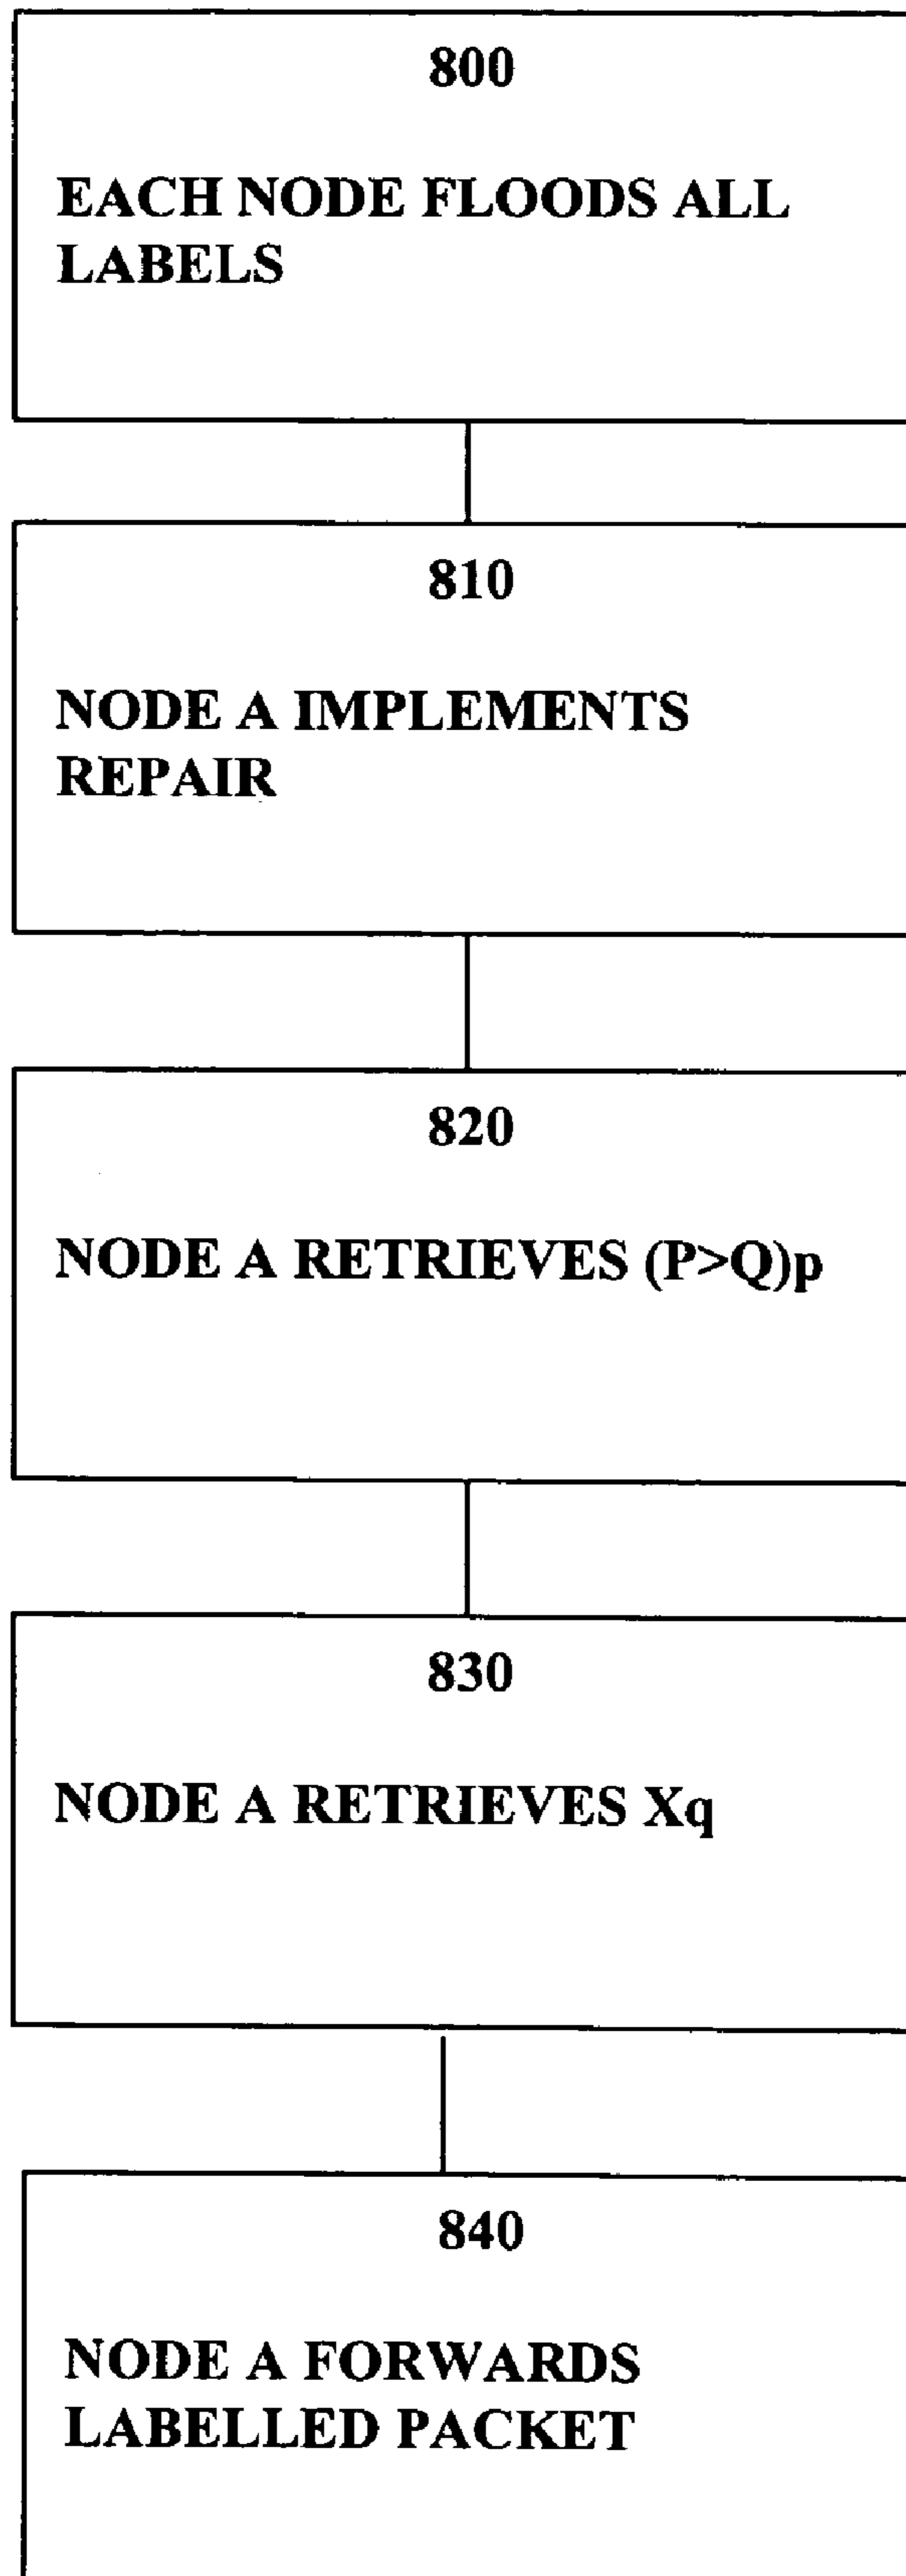 800
EACH NODE FLOODS ALL
LABELS
810
NODE A IMPLEMENTS
REPAIR
820
NODE A RETRIEVES (P>Q)p
830
NODE A RETRIEVES Xq
840
NODE A FORWARDS
LABELLED PACKET